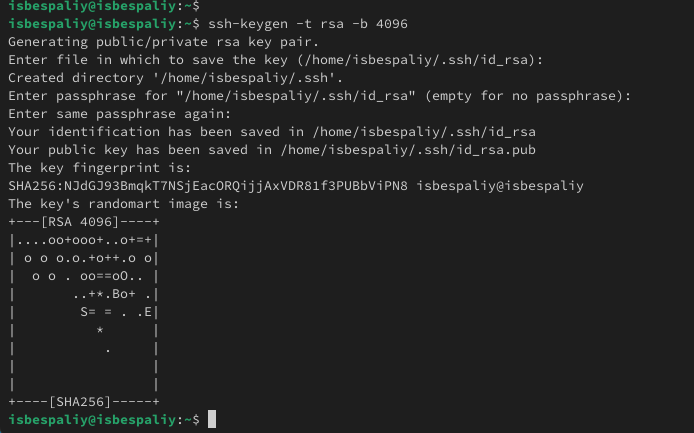 isbespaliy@isbespaliy:~$
isbespaliy@isbespaliy:~$ ssh-keygen -t rsa -b 4096
Generating public/private rsa key pair.
Enter file in which to save the key (/home/isbespaliy/.ssh/id_rsa):
Created directory '/home/isbespaliy/.ssh'.
Enter passphrase for "/home/isbespaliy/.ssh/id_rsa" (empty for no passphrase):
Enter same passphrase again:
Your identification has been saved in /home/isbespaliy/.ssh/id_rsa
Your public key has been saved in /home/isbespaliy/.ssh/id_rsa.pub
The key fingerprint is:
SHA256:NJdGJ93BmqkT7NSjEacORQijjAxVDR81f3PUBbViPN8 isbespaliy@isbespaliy
The key's randomart image is:
+---[RSA 4096]----+
|....oo+ooo+..o+=+|
| o o o.o.+o++.o o|
|  o o . oo==oO.. |
|       ..+*.Bo+ .|
|        S= = . .E|
|          *      |
|           .     |
|                 |
|                 |
+----[SHA256]-----+
isbespaliy@isbespaliy:~$